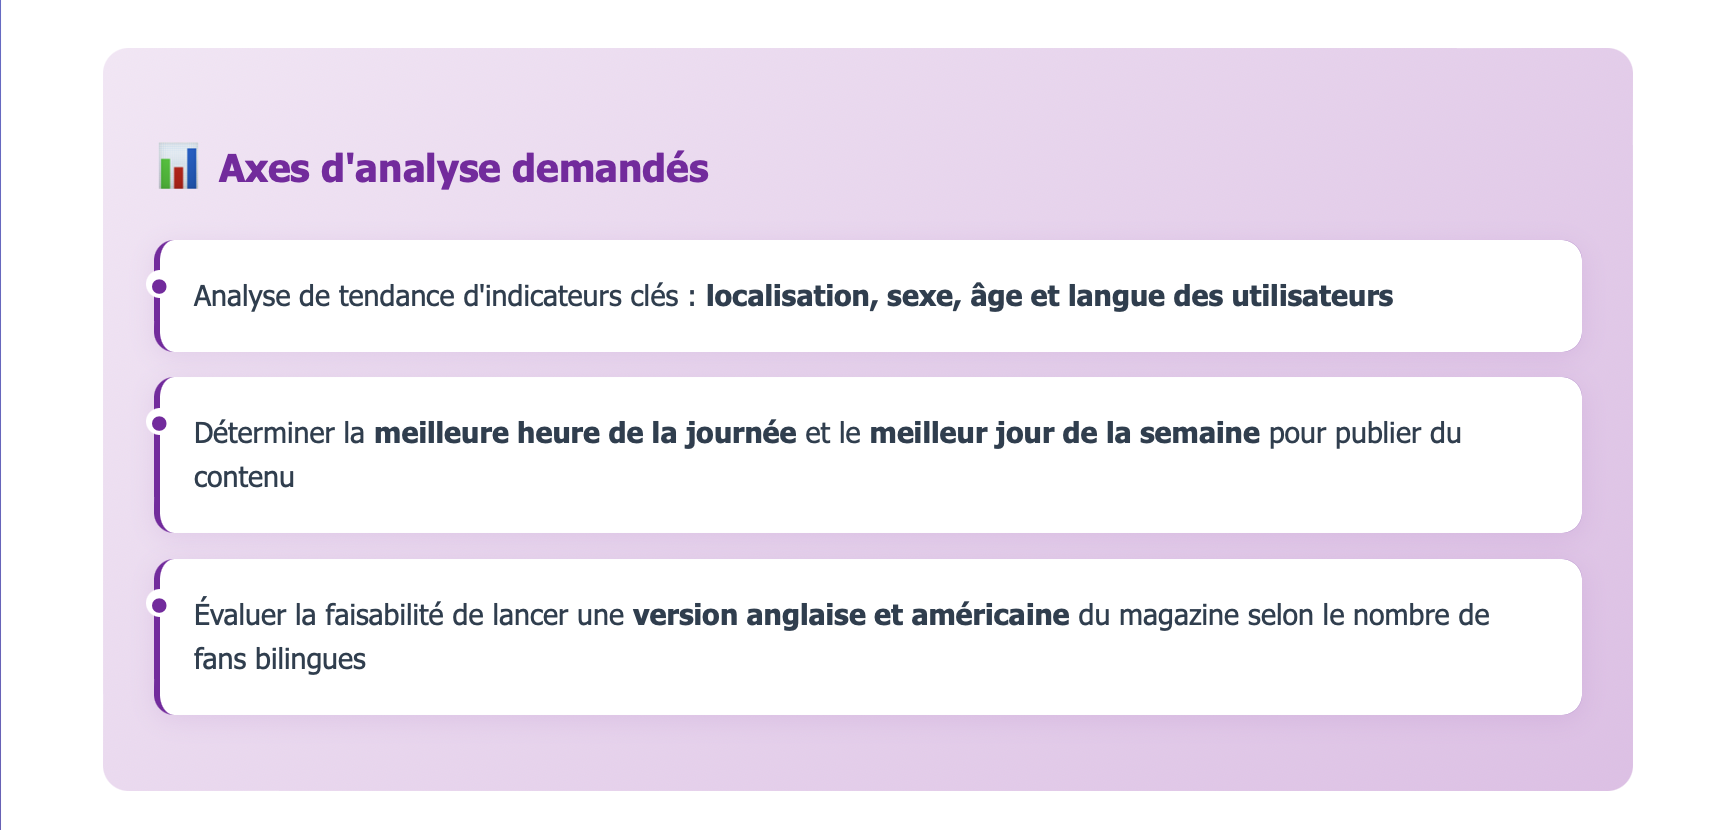 Axes d'analyse demandés
Analyse de tendance d'indicateurs clés : localisation, sexe, âge et langue des utilisateurs
Déterminer la meilleure heure de la journée et le meilleur jour de la semaine pour publier du
contenu
Évaluer la faisabilité de lancer une version anglaise et américaine du magazine selon le nombre de
fans bilingues